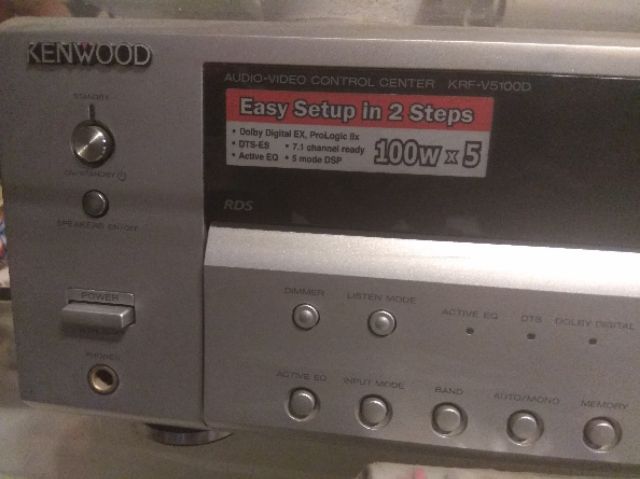 KENWOOD
AUDIO-VIDEO CONTROL CENTER KRF-V5100D
STANDBY
Easy Setup in 2 Steps
• Dolby Digital EX, ProLogic IIx
• DTS-ES • 7.1 channel ready
• Active EQ • 5 mode DSP
100W x 5
ON/STANDBY
SPEAKERS ON/OFF
RDS
POWER
DIMMER
LISTEN MODE
ACTIVE EQ
DTS
DOLBY DIGITAL
PHONES
ACTIVE EQ
INPUT MODE
BAND
AUTO/MONO
MEMORY